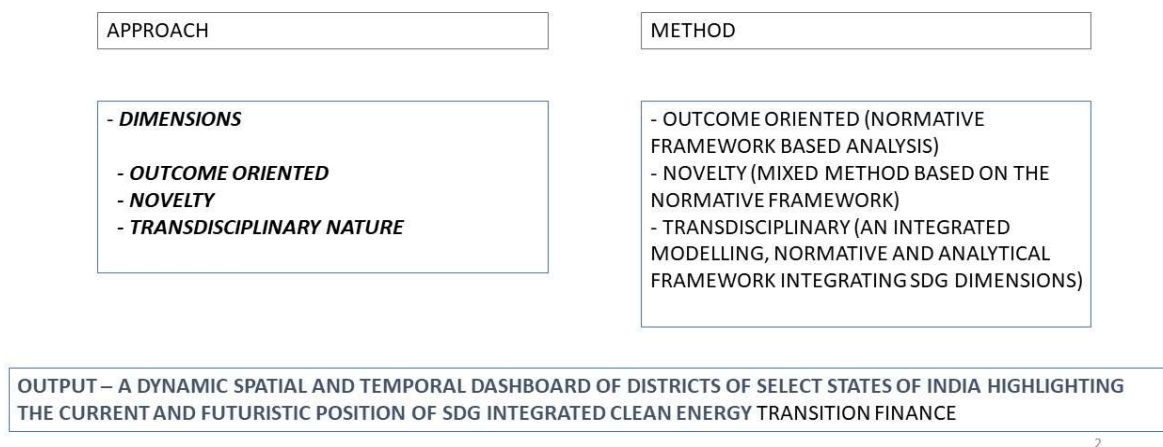 APPROACH
METHOD
- DIMENSIONS
- OUTCOME ORIENTED
- NOVELTY
- TRANSDISCIPLINARY NATURE
- OUTCOME ORIENTED (NORMATIVE
FRAMEWORK BASED ANALYSIS)
- NOVELTY (MIXED METHOD BASED ON THE
NORMATIVE FRAMEWORK)
- TRANSDISCIPLINARY (AN INTEGRATED
MODELLING, NORMATIVE AND ANALYTICAL
FRAMEWORK INTEGRATING SDG DIMENSIONS)
OUTPUT – A DYNAMIC SPATIAL AND TEMPORAL DASHBOARD OF DISTRICTS OF SELECT STATES OF INDIA HIGHLIGHTING
THE CURRENT AND FUTURISTIC POSITION OF SDG INTEGRATED CLEAN ENERGY TRANSITION FINANCE
2